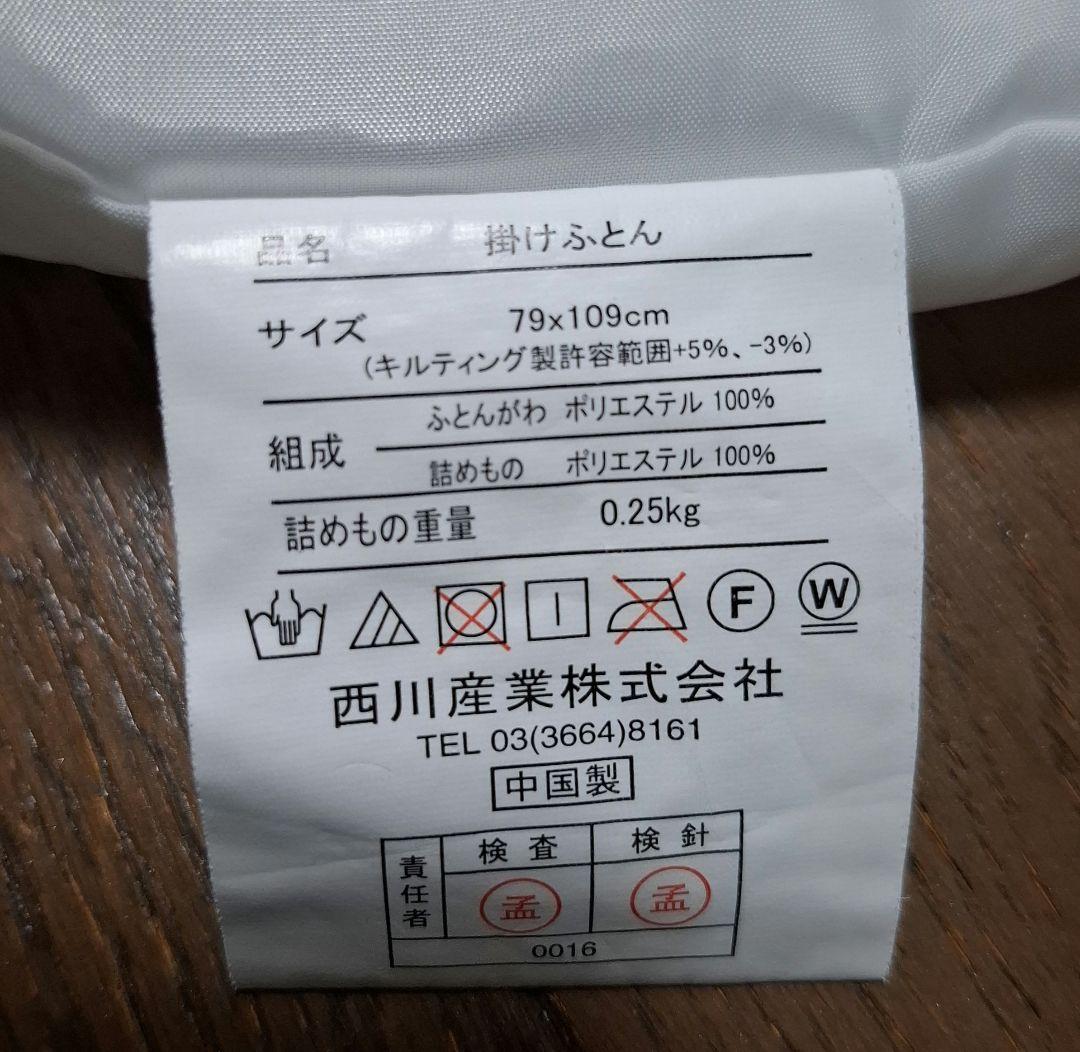 品名 掛けふとん
サイズ 79x109cm
(キルティング製許容範囲+5%、-3%)
組成 ふとんがわ ポリエステル 100%
詰めもの ポリエステル 100%
詰めもの重量 0.25kg
F W
西川産業株式会社
TEL 03(3664)8161
中国製
責任者 検査 検針
孟 孟
0016